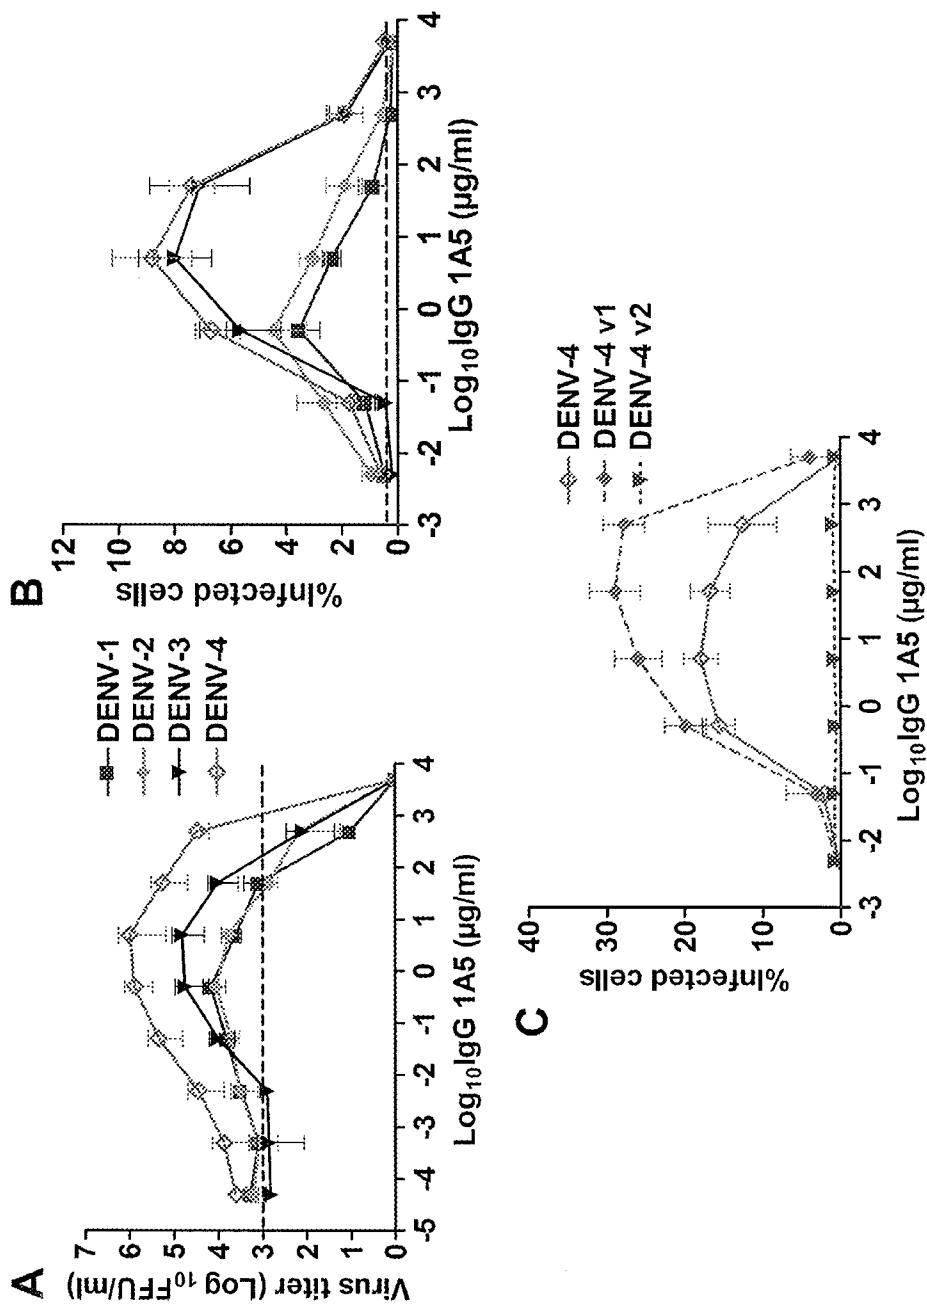 A
Virus titer (Log10FFU/ml)
7
6
5
4
3
2
1
0
-5
-4
-3
-2
-1
0
1
2
3
4
Log10IgG 1A5 (µg/ml)
DENV-1
DENV-2
DENV-3
DENV-4
B
%Infected cells
12
10
8
6
4
2
0
-3
-2
-1
0
1
2
3
4
Log10IgG 1A5 (µg/ml)
C
%Infected cells
40
30
20
10
0
-3
-2
-1
0
1
2
3
4
Log10IgG 1A5 (µg/ml)
DENV-4
DENV-4 v1
DENV-4 v2